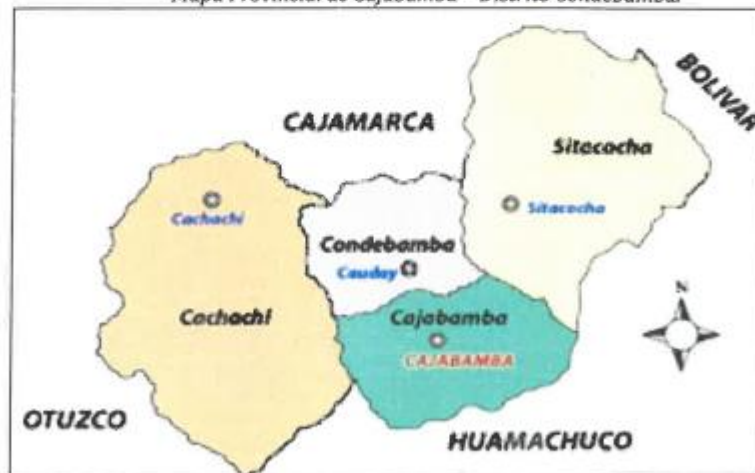 Mapa Provincial de Cajabamba - Distrito Condebamba.
BOLIVAR
CAJAMARCA
Sitacocha
Cachachi
Sitacocha
Condebamba
Cauday
Cachachi
Cajabamba
CAJABAMBA
N
OTUZCO
HUAMACHUCO